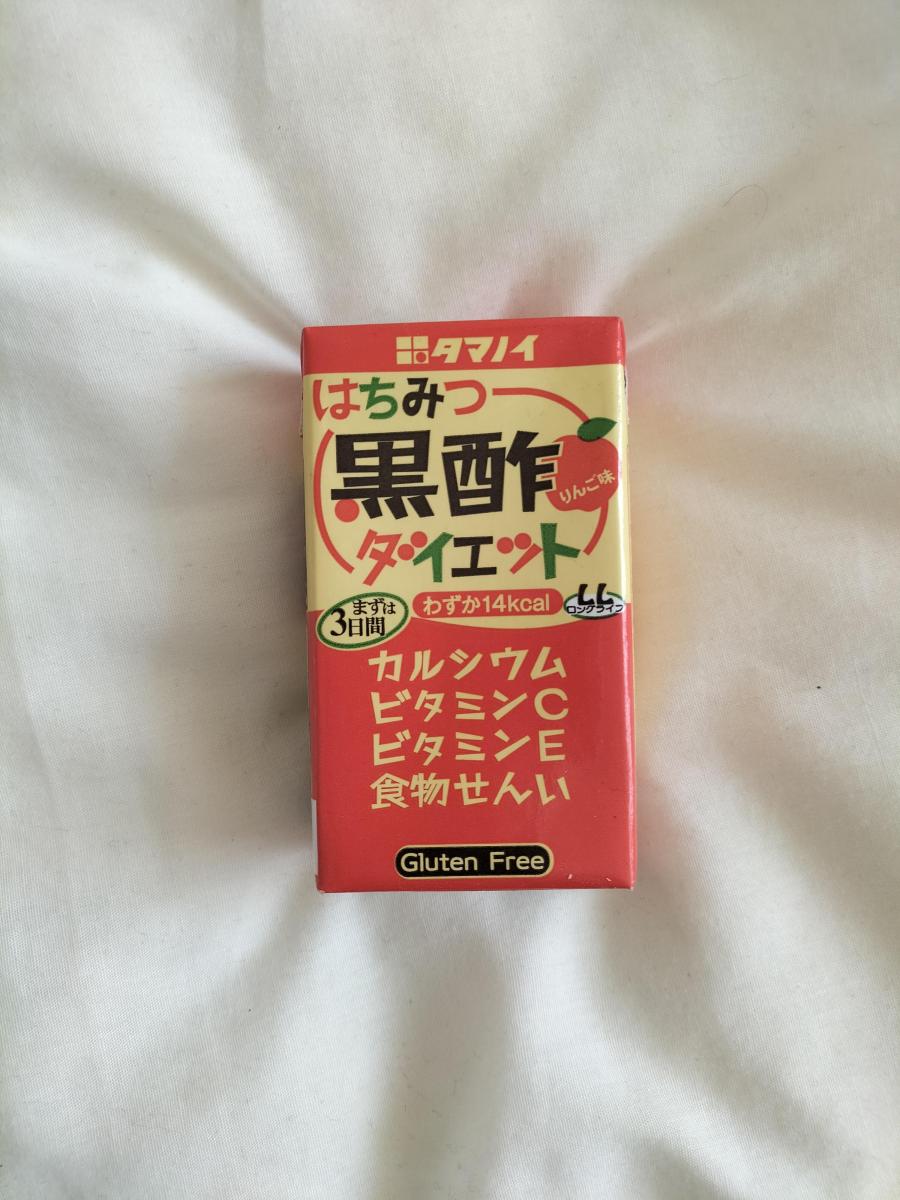 タマノイ
はちみつ
黒酢
りんご味
ダイエット
まずは
3日間
わずか14kcal
LL
ロングライフ
カルシウム
ビタミンC
ビタミンE
食物せんい
Gluten Free